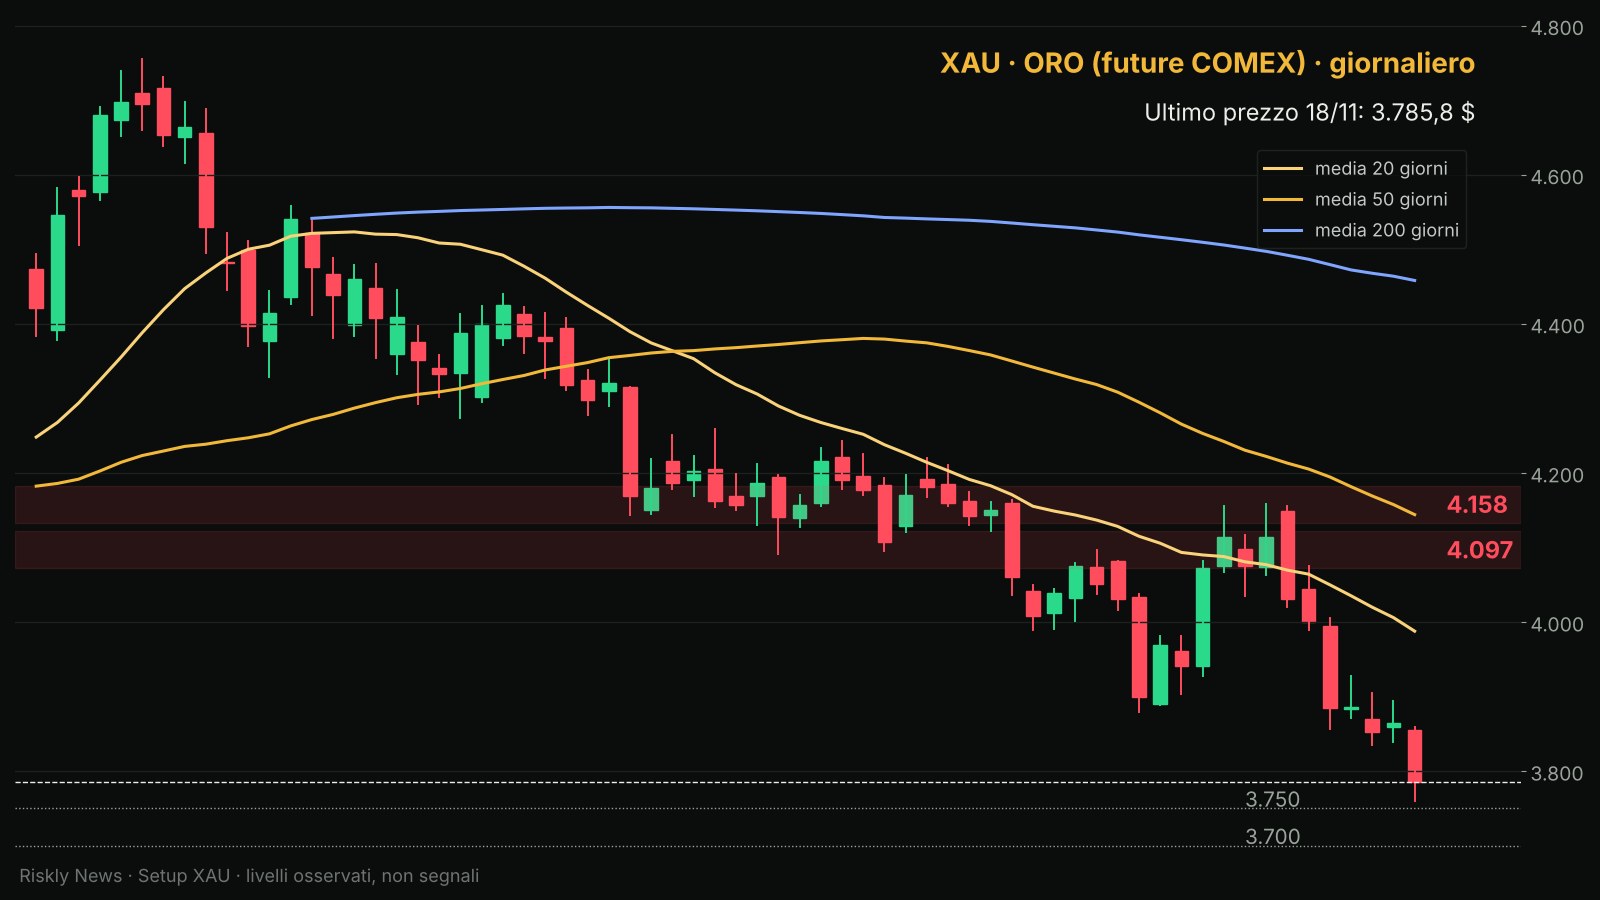 4.800
XAU · ORO (future COMEX) · giornaliero
Ultimo prezzo 18/11: 3.785,8 $
media 20 giorni
4.600
media 50 giorni
media 200 giorni
4.400
4.200
4.158
4.097
4.000
3.800
3.750
3.700
Riskly News · Setup XAU · livelli osservati, non segnali